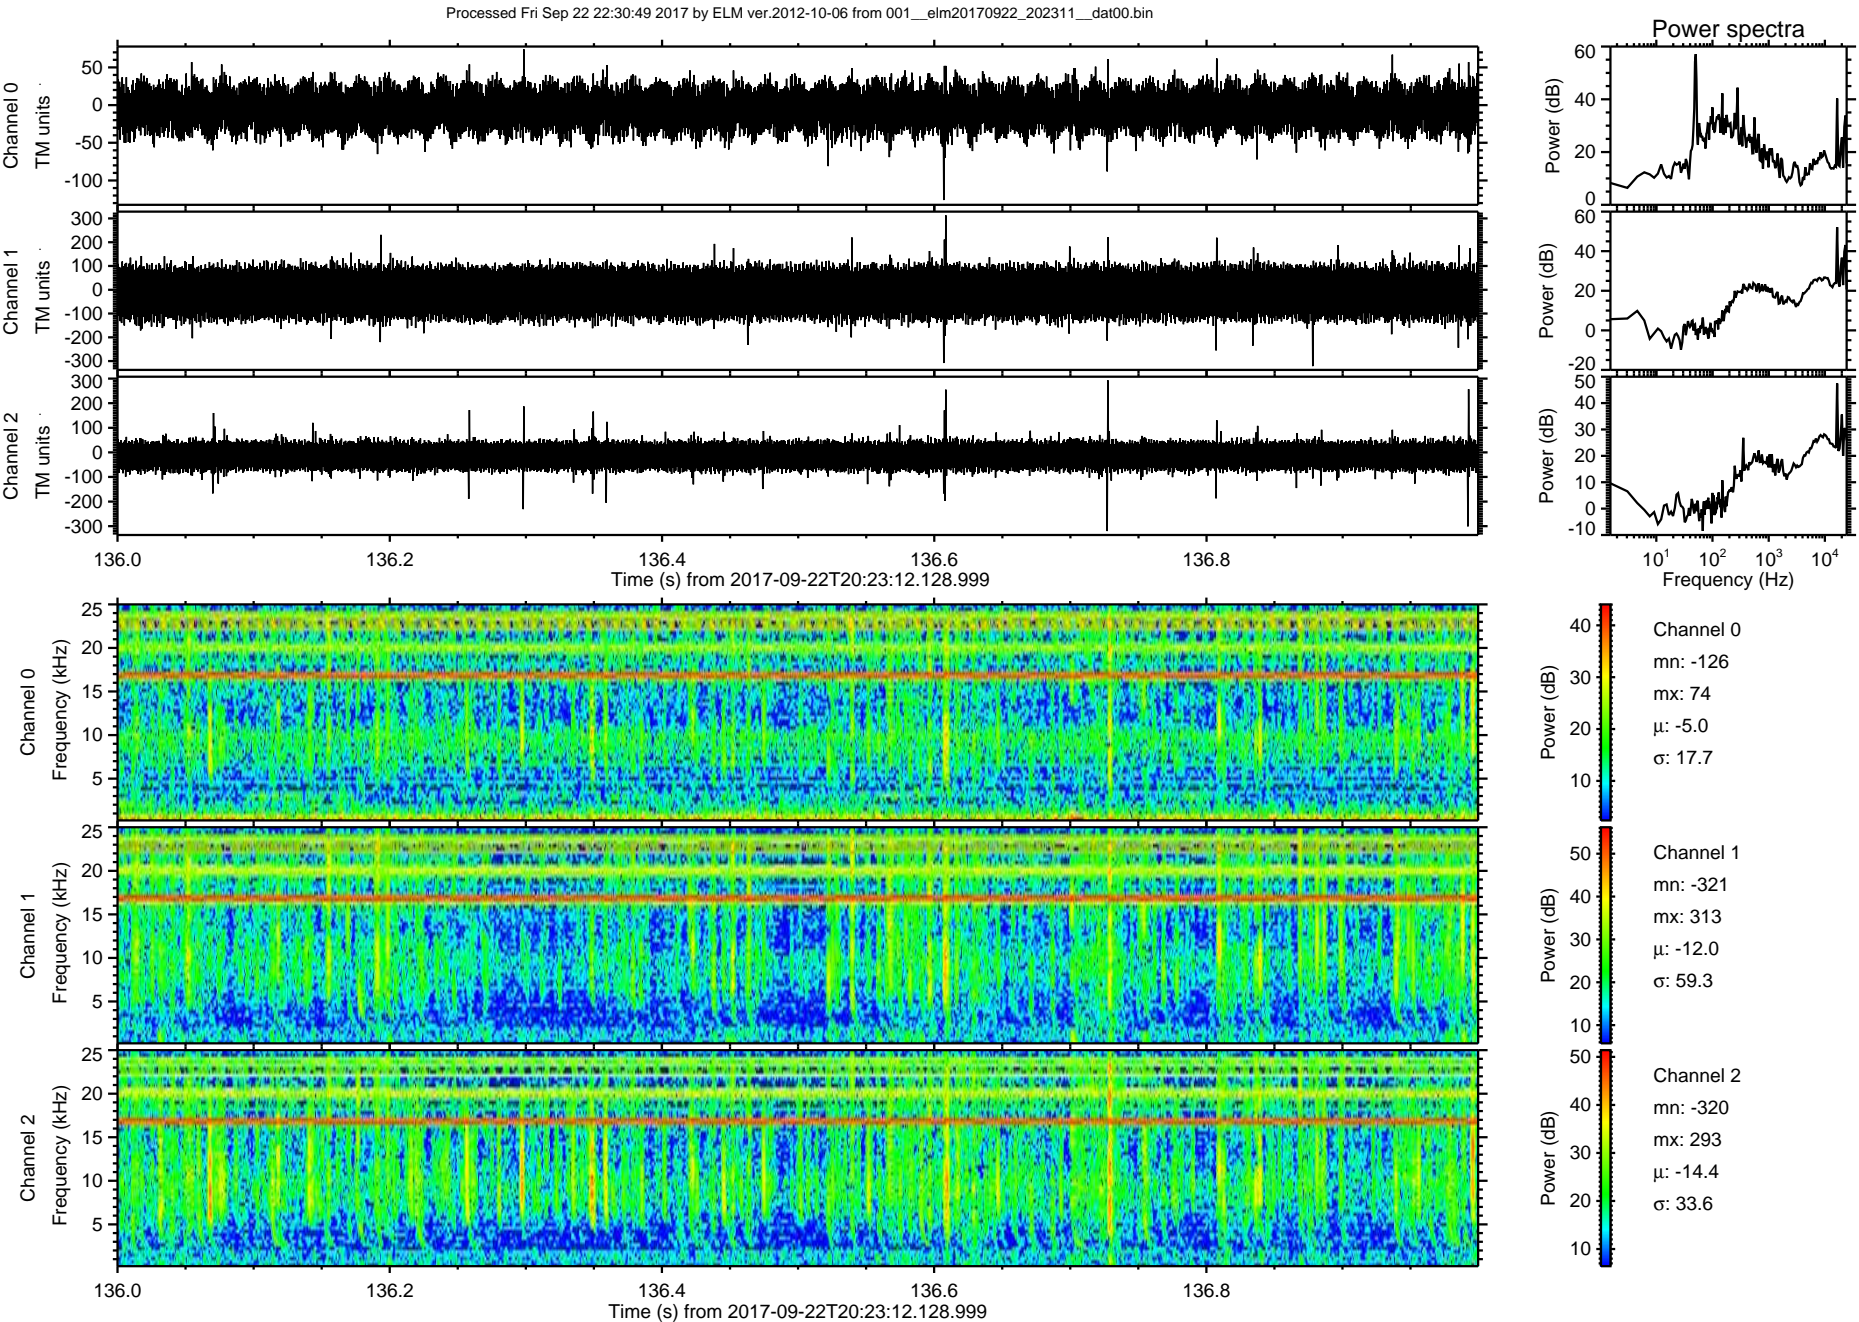 Processed Fri Sep 22 22:30:49 2017 by ELM ver.2012-10-06 from 001__elm20170922_202311__dat00.bin
Power spectra
Channel 0
TM units
50
0
-50
-100
Power (dB)
60
40
20
0
Channel 1
TM units
300
200
100
0
-100
-200
-300
Power (dB)
60
40
20
0
-20
Channel 2
TM units
300
200
100
0
-100
-200
-300
Power (dB)
50
40
30
20
10
0
-10
136.0 136.2 136.4 136.6 136.8
Time (s) from 2017-09-22T20:23:12.128.999
10¹ 10² 10³ 10⁴
Frequency (Hz)
Channel 0
Frequency (kHz)
25
20
15
10
5
Power (dB)
40
30
20
10
Channel 0
mn: -126
mx: 74
μ: -5.0
σ: 17.7
Channel 1
Frequency (kHz)
25
20
15
10
5
Power (dB)
50
40
30
20
10
Channel 1
mn: -321
mx: 313
μ: -12.0
σ: 59.3
Channel 2
Frequency (kHz)
25
20
15
10
5
Power (dB)
50
40
30
20
10
Channel 2
mn: -320
mx: 293
μ: -14.4
σ: 33.6
136.0 136.2 136.4 136.6 136.8
Time (s) from 2017-09-22T20:23:12.128.999